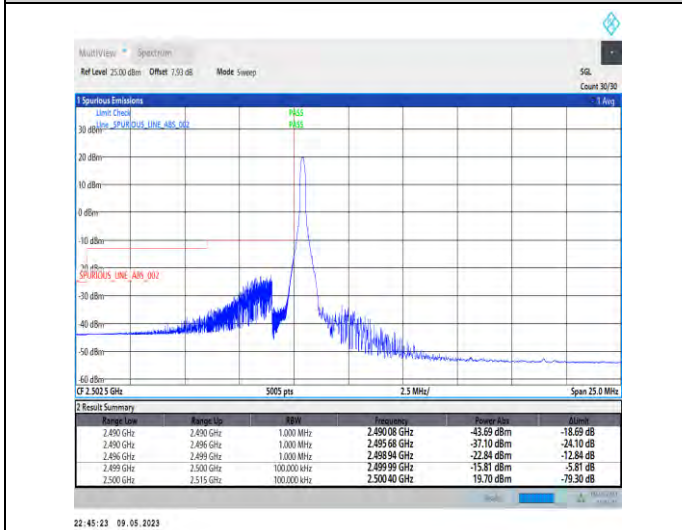 MultiView Spectrum
Ref Level 25.00 dBm Offset 7.93 dB Mode Sweep SGL
Count 30/30
1 Spurious Emissions 1 Avg
Limit Check PASS
Line _SPURIOUS_LINE_ABS_002 PASS
30 dBm
20 dBm
10 dBm
0 dBm
-10 dBm
-20 dBm
_SPURIOUS_LINE_ABS_002
-30 dBm
-40 dBm
-50 dBm
-60 dBm
CF 2.5025 GHz 5005 pts 2.5 MHz/ Span 25.0 MHz
2 Result Summary
Range Low Range Up RBW Frequency Power Abs ΔLimit
2.490 GHz 2.490 GHz 1.000 MHz 2.490 08 GHz -43.69 dBm -18.69 dB
2.490 GHz 2.496 GHz 1.000 MHz 2.495 68 GHz -37.10 dBm -24.10 dB
2.496 GHz 2.499 GHz 1.000 MHz 2.498 94 GHz -22.84 dBm -12.84 dB
2.499 GHz 2.500 GHz 100.000 kHz 2.499 99 GHz -15.81 dBm -5.81 dB
2.500 GHz 2.515 GHz 100.000 kHz 2.500 40 GHz 19.70 dBm -79.30 dB
22:45:23 09.05.2023